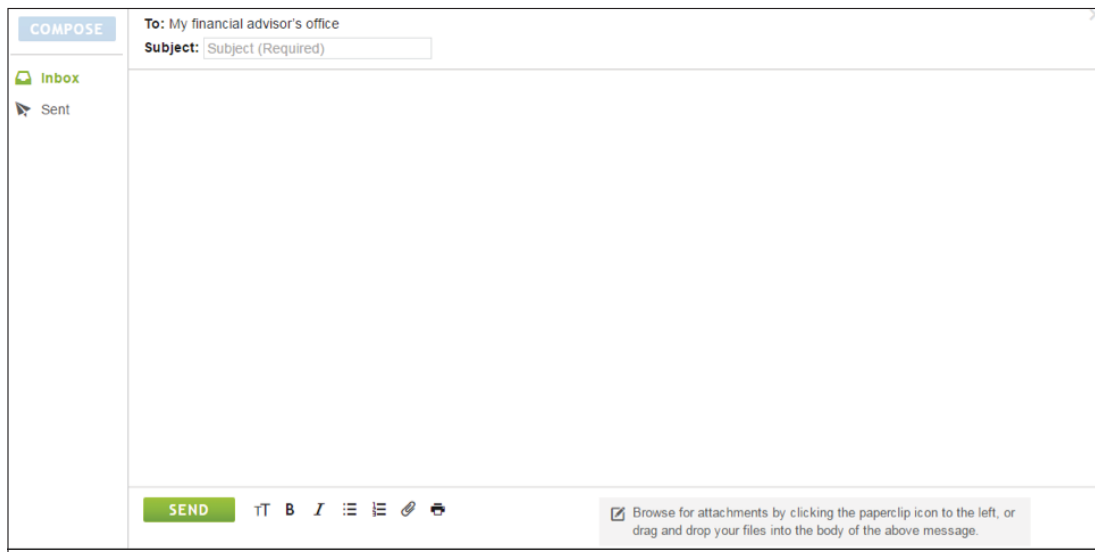 COMPOSE
To: My financial advisor's office
Subject: Subject (Required)
Inbox
Sent
SEND TT B I
Browse for attachments by clicking the paperclip icon to the left, or
drag and drop your files into the body of the above message.